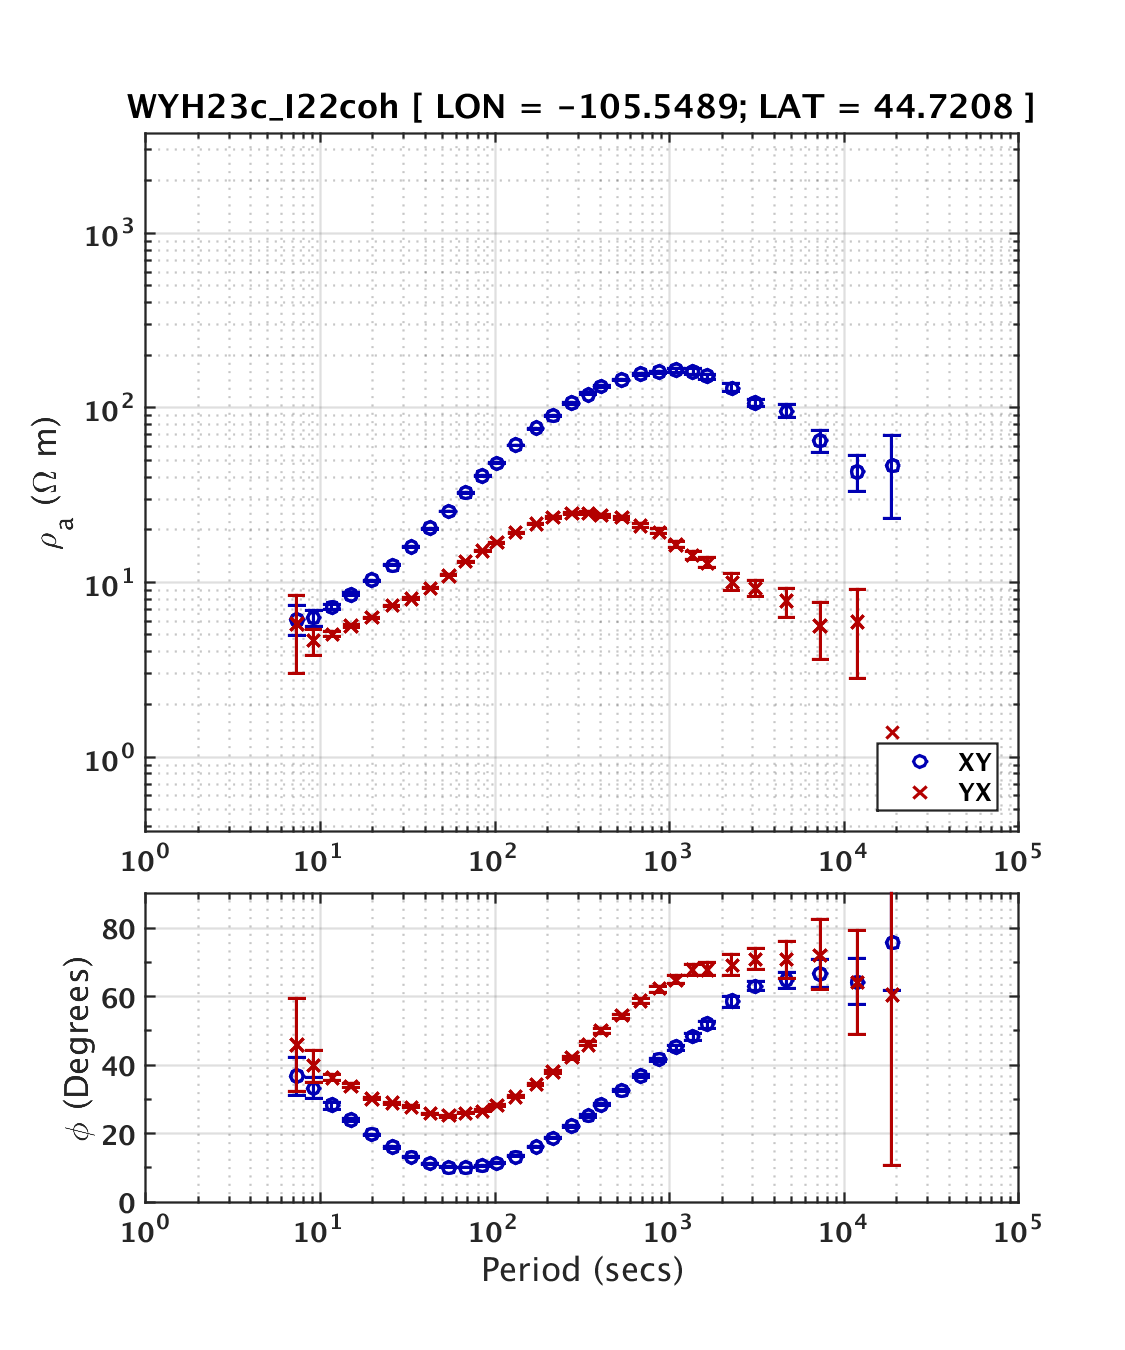 WYH23c_I22coh [ LON = -105.5489; LAT = 44.7208 ]
10³
10²
10¹
10⁰
ρa (Ω m)
XY
YX
10⁰ 10¹ 10² 10³ 10⁴ 10⁵
80
60
40
20
0
ϕ (Degrees)
10⁰ 10¹ 10² 10³ 10⁴ 10⁵
Period (secs)